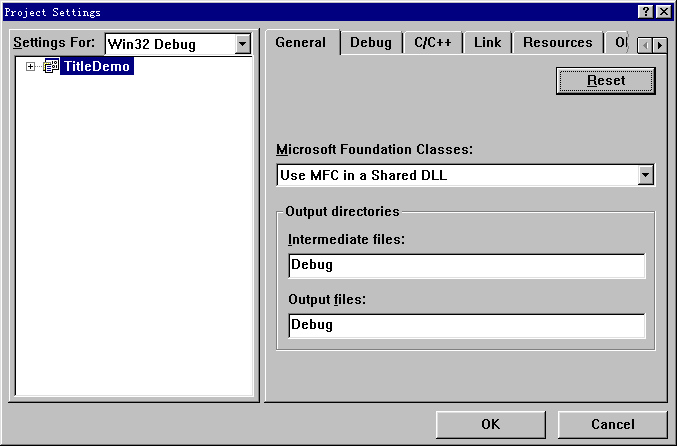 Project Settings
Settings For: Win32 Debug
TitleDemo
General Debug C/C++ Link Resources
Reset
Microsoft Foundation Classes:
Use MFC in a Shared DLL
Output directories
Intermediate files:
Debug
Output files:
Debug
OK Cancel